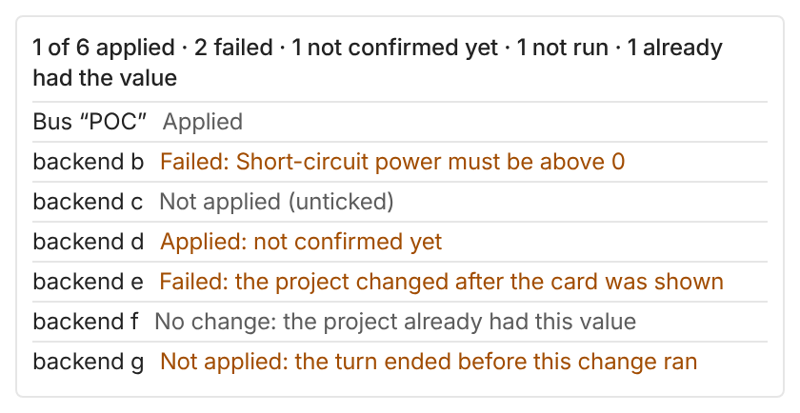 1 of 6 applied · 2 failed · 1 not confirmed yet · 1 not run · 1 already
had the value
Bus “POC” Applied
backend b Failed: Short-circuit power must be above 0
backend c Not applied (unticked)
backend d Applied: not confirmed yet
backend e Failed: the project changed after the card was shown
backend f No change: the project already had this value
backend g Not applied: the turn ended before this change ran